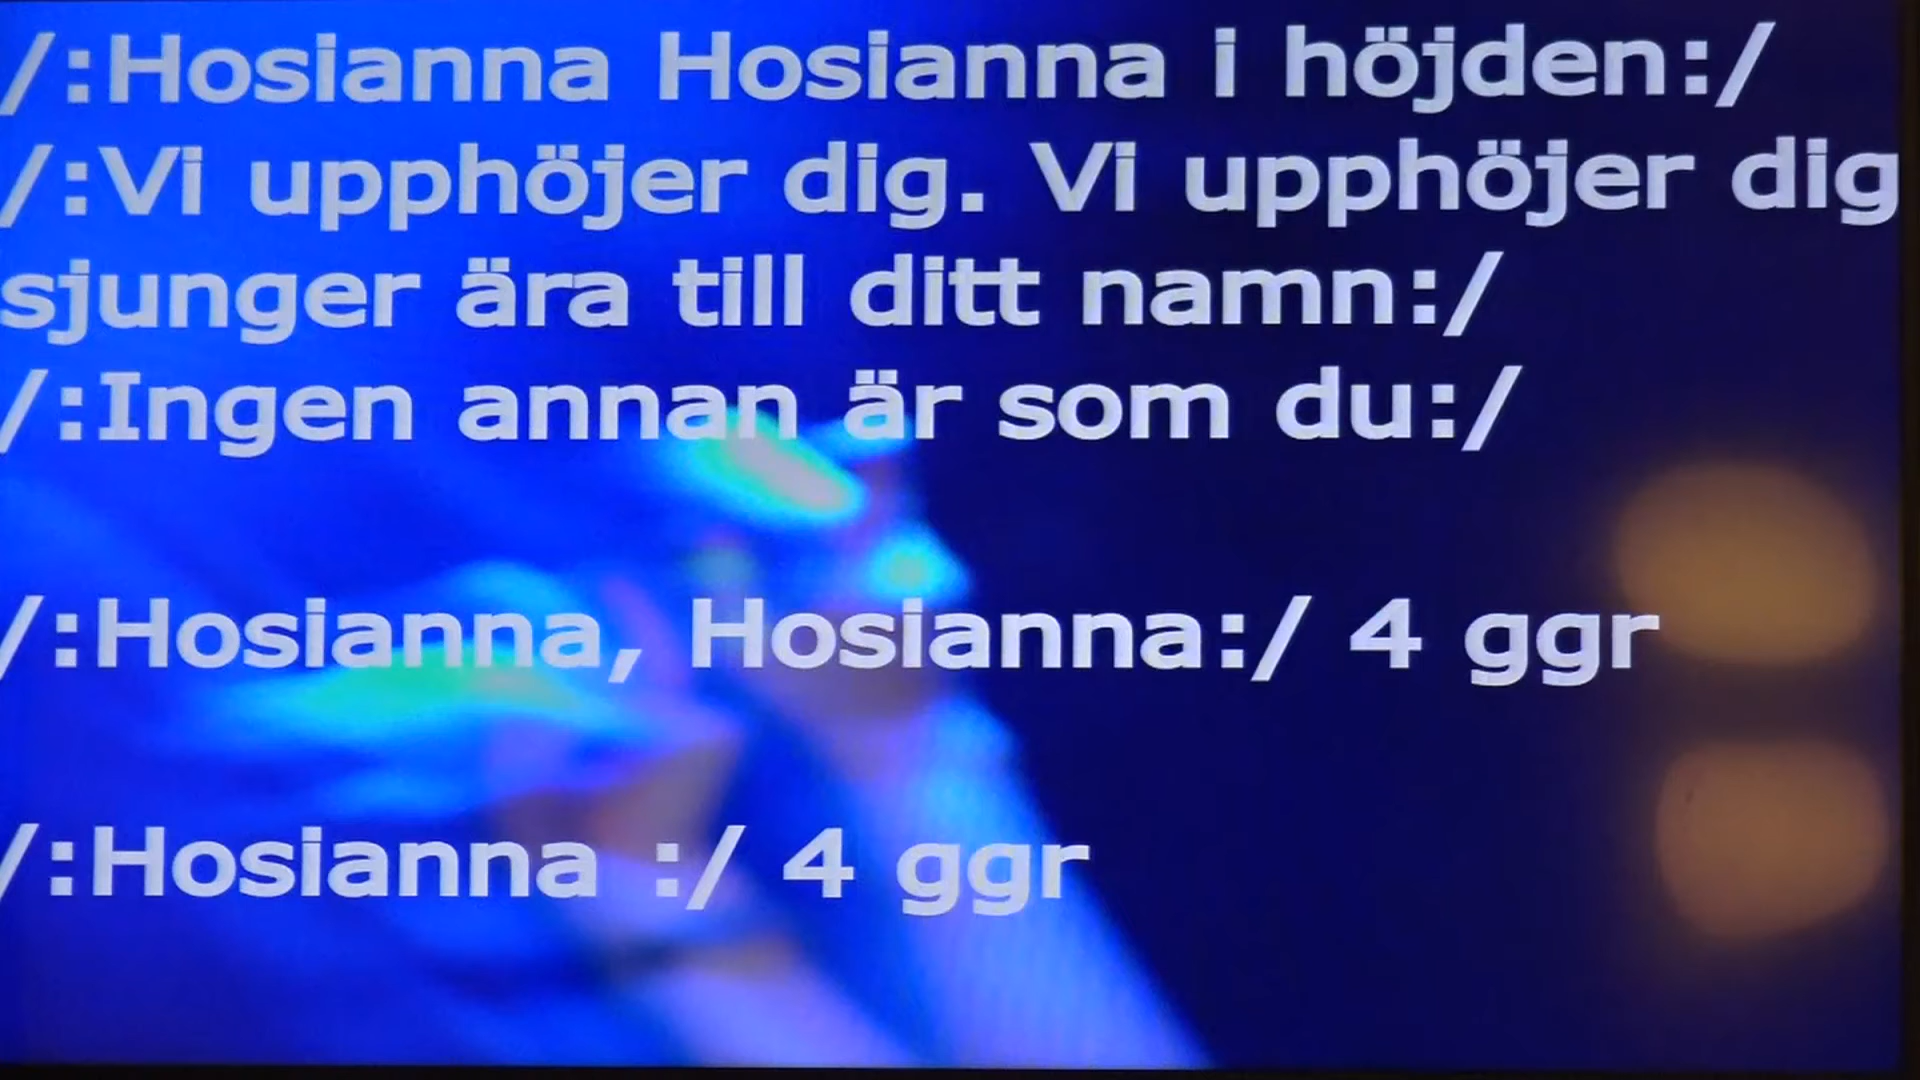 /:Hosianna Hosianna i höjden:/
/:Vi upphöjer dig. Vi upphöjer dig
sjunger ära till ditt namn:/
/:Ingen annan är som du:/
/:Hosianna, Hosianna:/ 4 ggr
/:Hosianna :/ 4 ggr